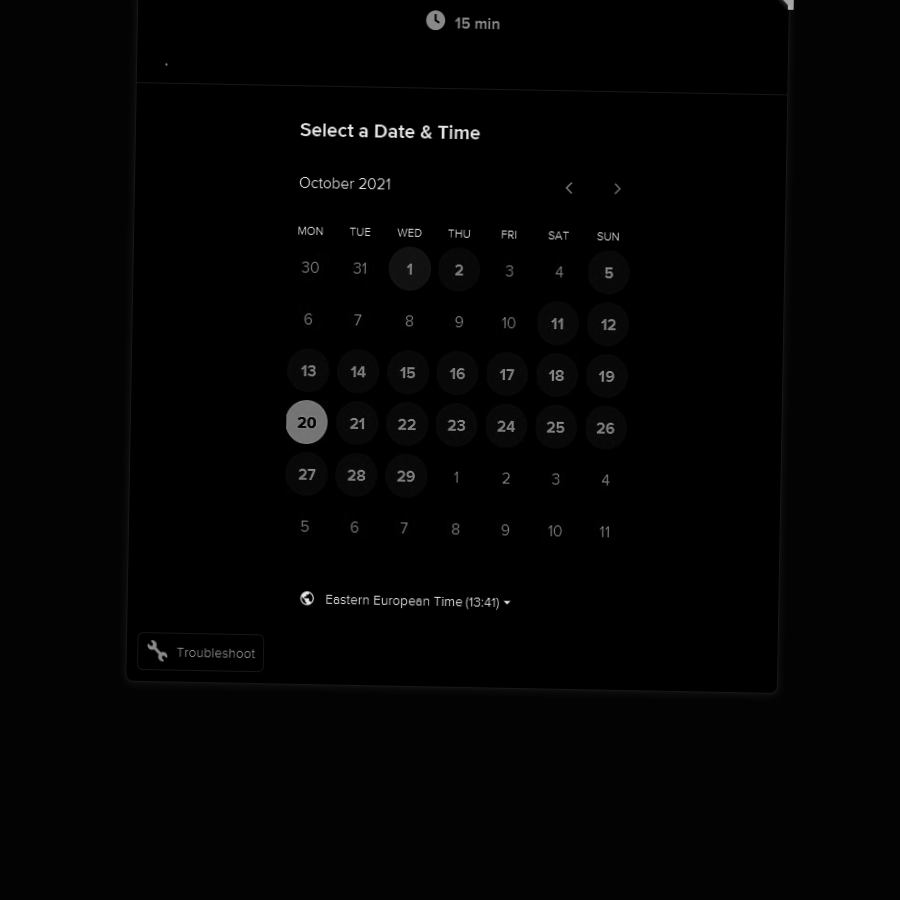 15 min
.
Select a Date & Time
October 2021
MON TUE WED THU FRI SAT SUN
30 31 1 2 3 4 5
6 7 8 9 10 11 12
13 14 15 16 17 18 19
20 21 22 23 24 25 26
27 28 29 1 2 3 4
5 6 7 8 9 10 11
Eastern European Time (13:41)
Troubleshoot